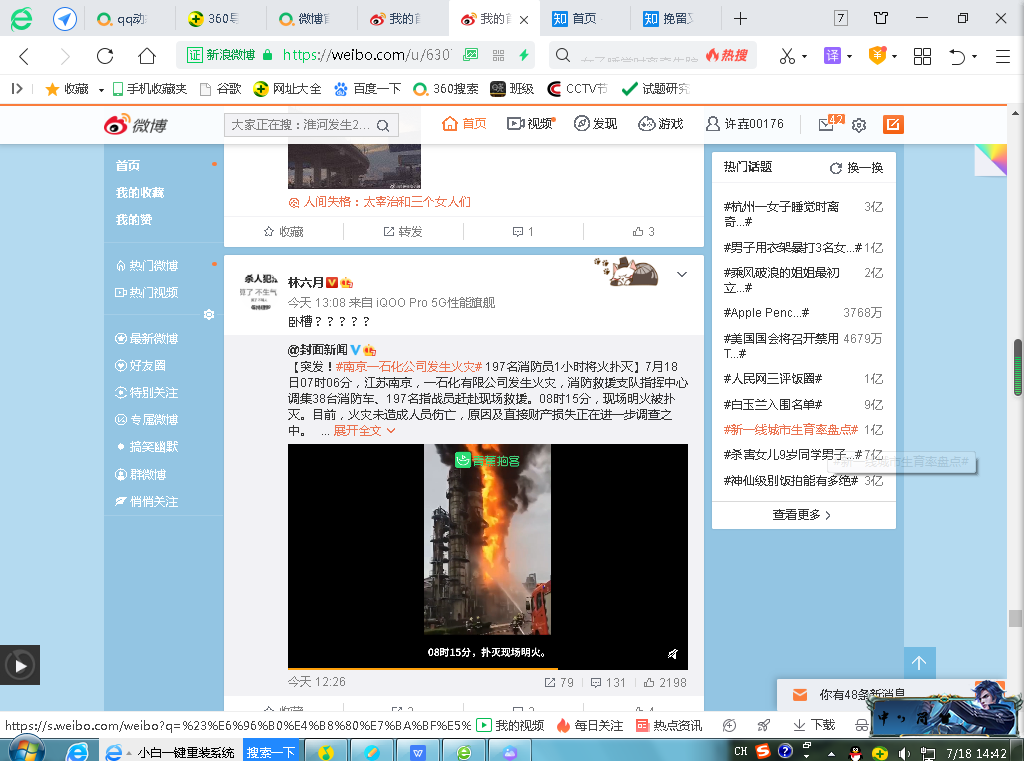 qq动
360号
微博官
我的首
我的首
首页
挽留
7
证 新浪微博
https://weibo.com/u/630
热搜
译
收藏
手机收藏夹
谷歌
网址大全
百度一下
360搜索
班级
CCTV节
试题研究
微博
大家正在搜：淮河发生2...
首页
视频
发现
游戏
许垚00176
42
首页
我的收藏
我的赞
热门微博
热门视频
最新微博
好友圈
特别关注
专属微博
搞笑幽默
群微博
悄悄关注
人间失格：太宰治和三个女人们
收藏
转发
1
3
林六月
今天 13:08 来自 iQOO Pro 5G性能旗舰
卧槽？？？？？
@封面新闻
【突发！#南京一石化公司发生火灾# 197名消防员1小时将火扑灭】7月18
日07时06分，江苏南京，一石化有限公司发生火灾，消防救援支队指挥中心
调集38台消防车、197名指战员赶赴现场救援。08时15分，现场明火被扑
灭。目前，火灾未造成人员伤亡，原因及直接财产损失正在进一步调查之
中。 ... 展开全文
08时15分，扑灭现场明火。
今天 12:26
79
131
2198
热门话题
换一换
#杭州一女子睡觉时离
奇...# 3亿
#男子用衣架暴打3名女...# 1亿
#乘风破浪的姐姐最初
立...# 2亿
#Apple Penc...# 3768万
#美国国会将召开禁用
T...# 4679万
#人民网三评饭圈# 1亿
#白玉兰入围名单# 9亿
#新一线城市生育率盘点# 1亿
#杀害女儿9岁同学男子...# 7亿
#神仙级别饭拍能有多绝# 3亿
#新一线城市生育率盘点#
查看更多
你有48条新消息
https://s.weibo.com/weibo?q=%23%E6%96%B0%E4%B8%80%E7%BA%BF%E5%
我的视频
每日关注
热点资讯
下载
小白一键重装系统
搜索一下
CH
7/18 14:42